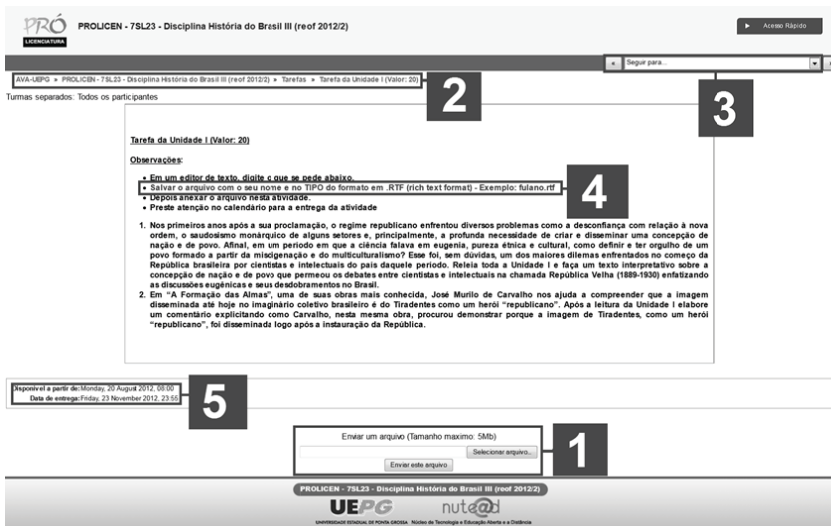 PRÓ
LICENCIATURA
PROLICEN - 7SL23 - Disciplina História do Brasil III (reof 2012/2)
Acesso Rápido
Seguir para...
3
AVA-UEPG » PROLICEN - 7SL23 - Disciplina História do Brasil III (reof 2012/2) » Tarefas » Tarefa da Unidade I (Valor: 20)
2
Turmas separados: Todos os participantes
Tarefa da Unidade I (Valor: 20)
Observações:
• Em um editor de texto, digite o que se pede abaixo.
• Salvar o arquivo com o seu nome e no TIPO do formato em .RTF (rich text format) - Exemplo: fulano.rtf
4
• Depois anexar o arquivo nesta atividade.
• Preste atenção no calendário para a entrega da atividade
1. Nos primeiros anos após a sua proclamação, o regime republicano enfrentou diversos problemas como a desconfiança com relação à nova
ordem, o saudosismo monárquico de alguns setores e, principalmente, a profunda necessidade de criar e disseminar uma concepção de
nação e de povo. Afinal, em um período em que a ciência falava em eugenia, pureza étnica e cultural, como definir e ter orgulho de um
povo formado a partir da miscigenação e do multiculturalismo? Esse foi, sem dúvidas, um dos maiores dilemas enfrentados no começo da
República brasileira por cientistas e intelectuais do país daquele período. Releia toda a Unidade I e faça um texto interpretativo sobre a
concepção de nação e de povo que permeou os debates entre cientistas e intelectuais na chamada República Velha (1889-1930) enfatizando
as discussões eugênicas e seus desdobramentos no Brasil.
2. Em "A Formação das Almas", uma de suas obras mais conhecida, José Murilo de Carvalho nos ajuda a compreender que a imagem
disseminada até hoje no imaginário coletivo brasileiro é do Tiradentes como um herói "republicano". Após a leitura da Unidade I elabore
um comentário explicitando como Carvalho, nesta mesma obra, procurou demonstrar porque a imagem de Tiradentes, como um herói
"republicano", foi disseminada logo após a instauração da República.
Disponível a partir de: Monday, 20 August 2012, 08:00
Data de entrega: Friday, 23 November 2012, 23:55
5
Enviar um arquivo (Tamanho maximo: 5Mb)
Selecionar arquivo...
Enviar este arquivo
1
PROLICEN - 7SL23 - Disciplina História do Brasil III (reof 2012/2)
UEPG
nute@d
UNIVERSIDADE ESTADUAL DE PONTA GROSSA Núcleo de Tecnologia e Educação Aberta e a Distância